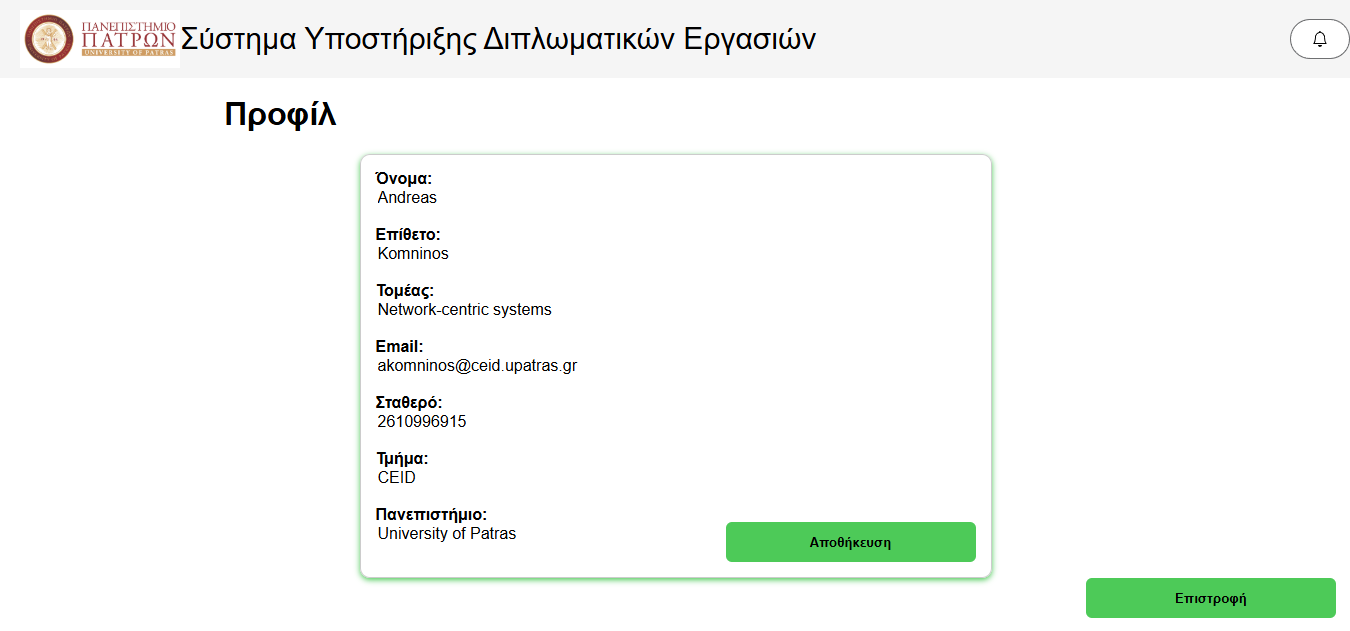 ΠΑΝΕΠΙΣΤΗΜΙΟ
ΠΑΤΡΩΝ
UNIVERSITY OF PATRAS
Σύστημα Υποστήριξης Διπλωματικών Εργασιών
Προφίλ
Όνομα:
Andreas
Επίθετο:
Komninos
Τομέας:
Network-centric systems
Email:
akomninos@ceid.upatras.gr
Σταθερό:
2610996915
Τμήμα:
CEID
Πανεπιστήμιο:
University of Patras
Αποθήκευση
Επιστροφή